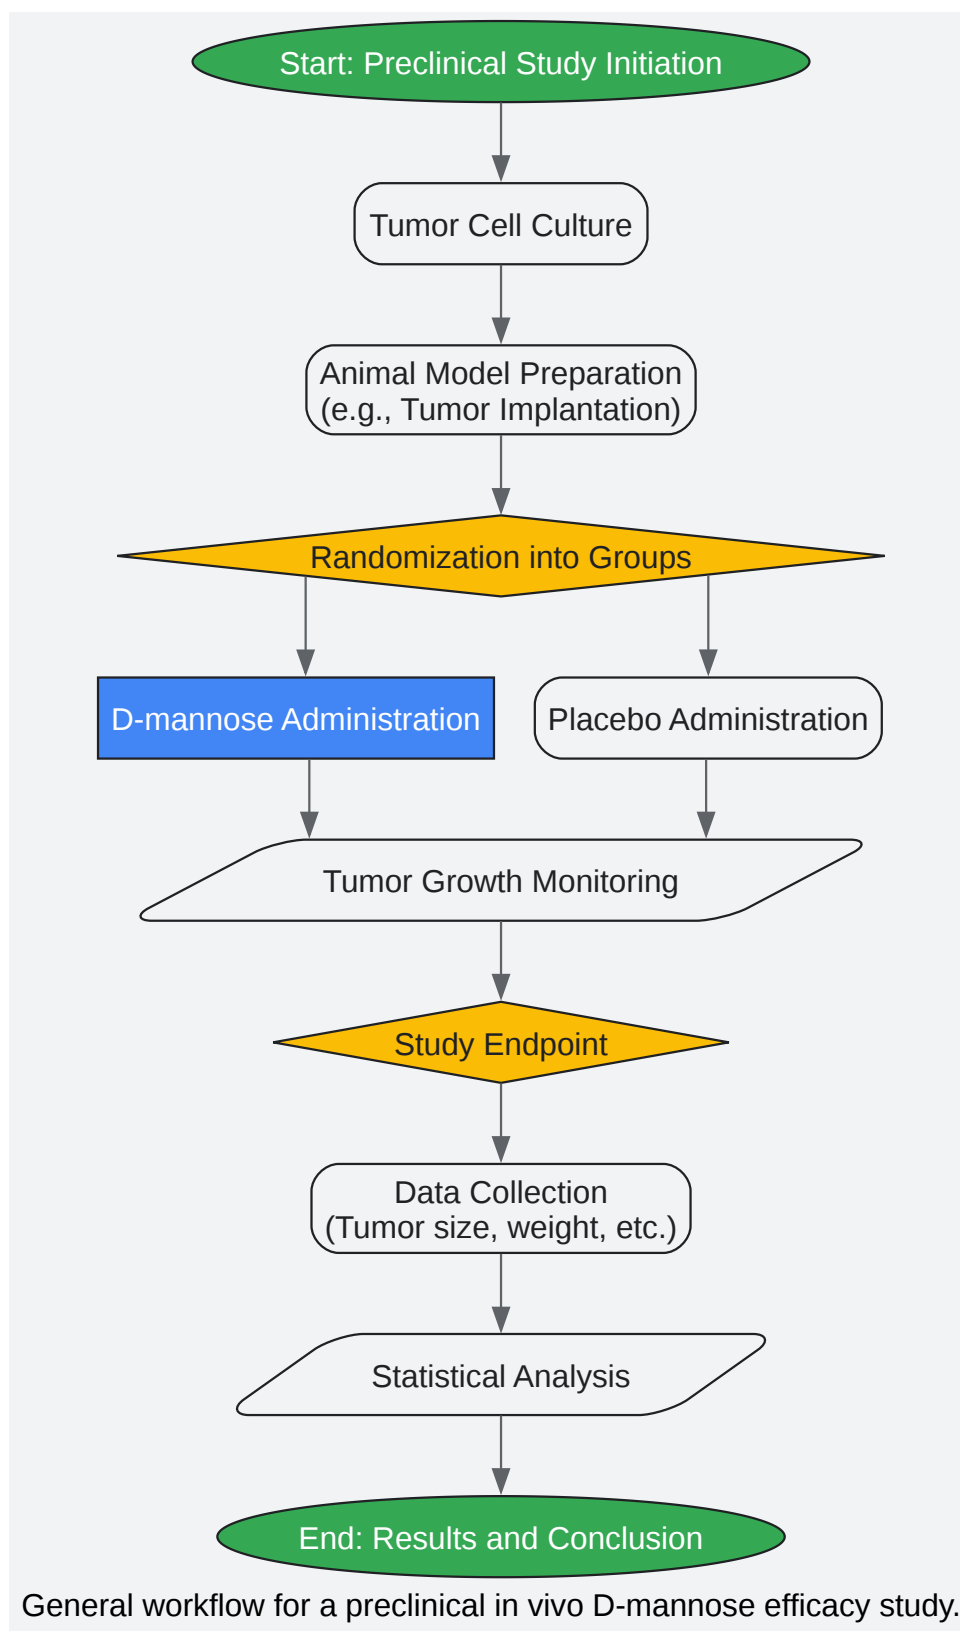 Start: Preclinical Study Initiation
Tumor Cell Culture
Animal Model Preparation
(e.g., Tumor Implantation)
Randomization into Groups
D-mannose Administration
Placebo Administration
Tumor Growth Monitoring
Study Endpoint
Data Collection
(Tumor size, weight, etc.)
Statistical Analysis
End: Results and Conclusion
General workflow for a preclinical in vivo D-mannose efficacy study.